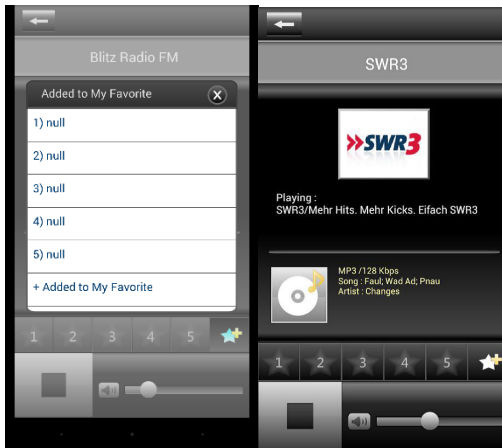 Blitz Radio FM
Added to My Favorite
X
1) null
2) null
3) null
4) null
5) null
+ Added to My Favorite
1 2 3 4 5
SWR3
SWR3
Playing :
SWR3/Mehr Hits. Mehr Kicks. Eifach SWR3
MP3 /128 Kbps
Song : Faul; Wad Ad; Pnau
Artist : Changes
1 2 3 4 5